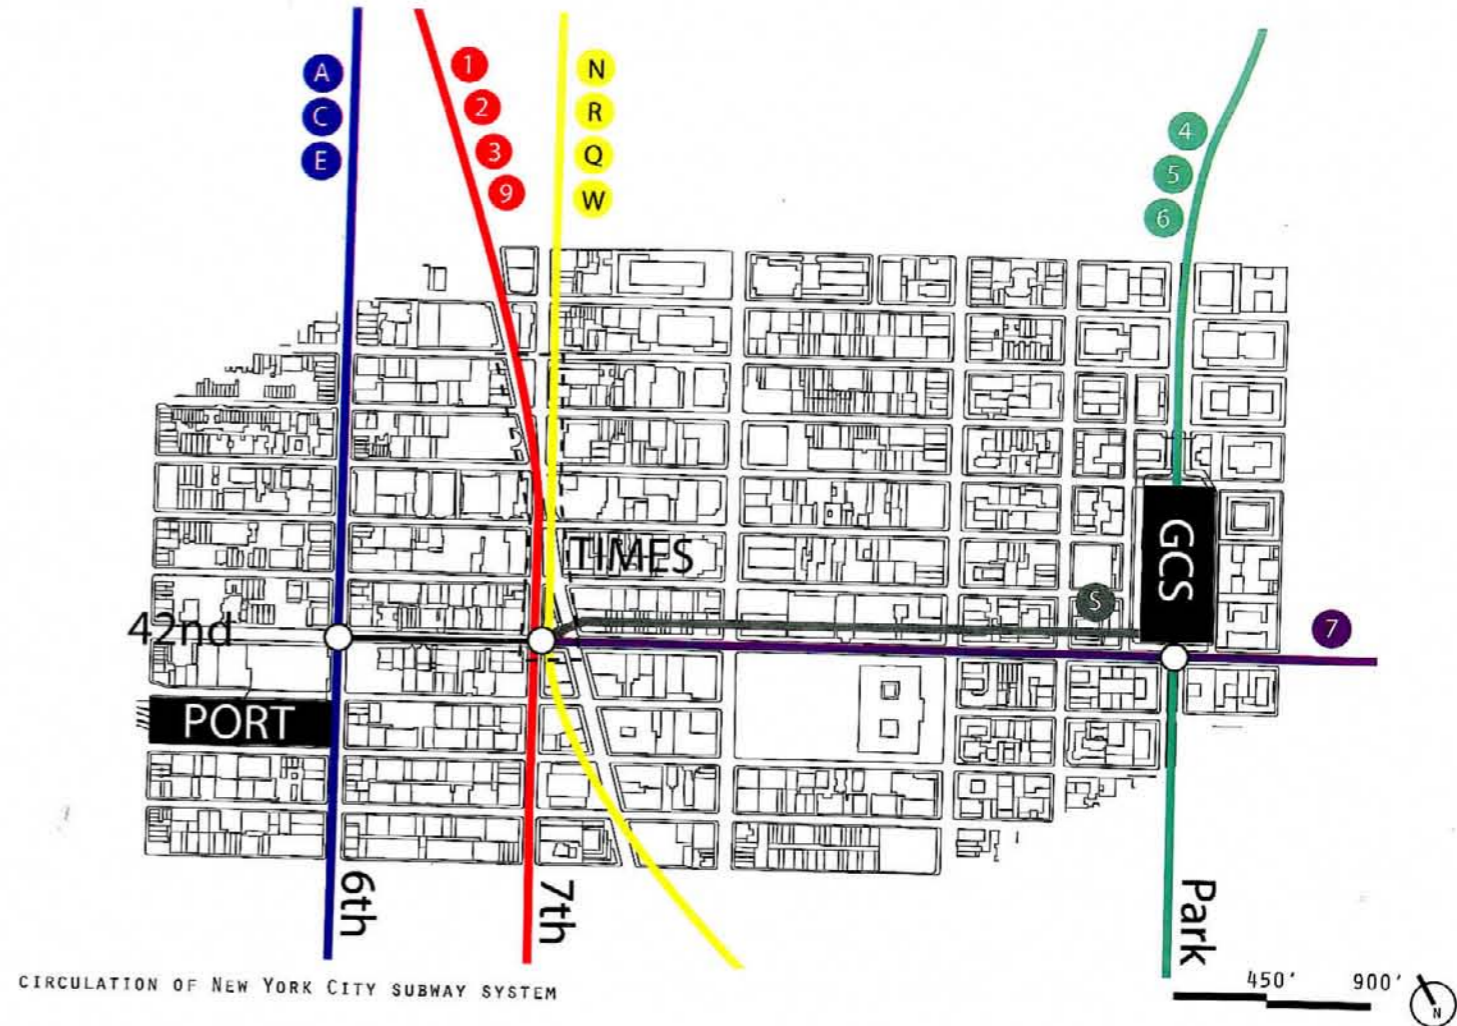 A
C
E
1
2
3
9
N
R
Q
W
4
5
6
TIMES
GCS
S
7
42nd
PORT
6th
7th
Park
CIRCULATION OF NEW YORK CITY SUBWAY SYSTEM
450' 900'
N